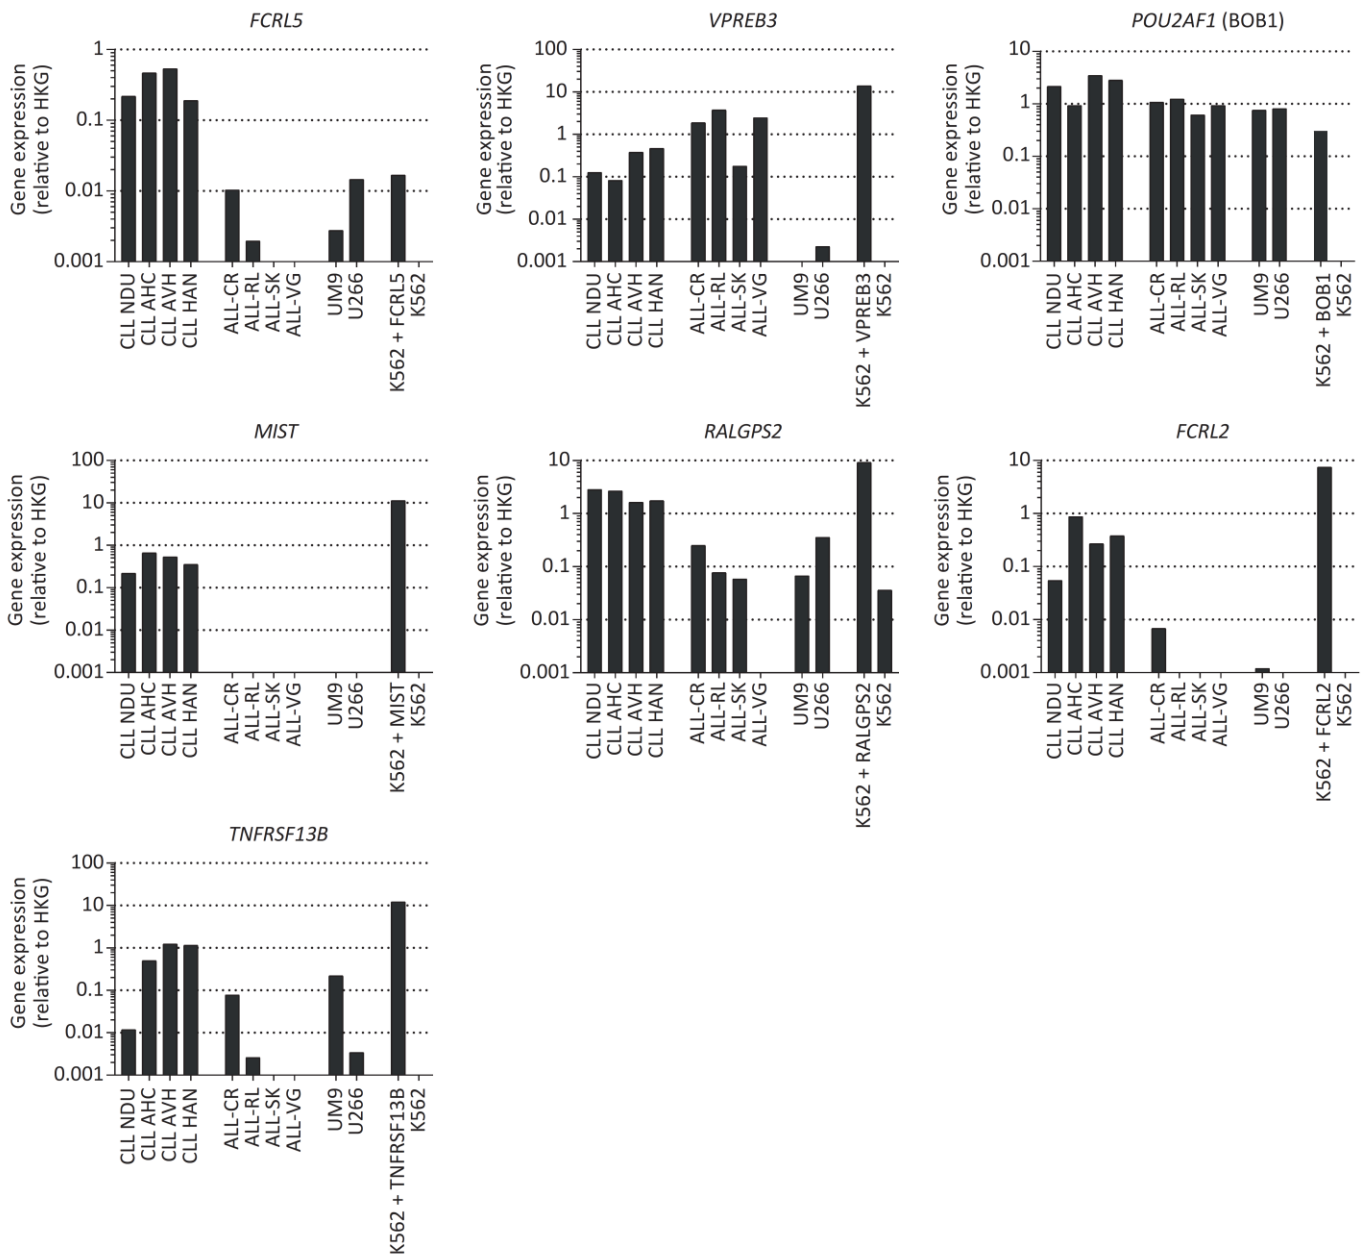 FCRL5
Gene expression
(relative to HKG)
1
0.1
0.01
0.001
CLL NDU
CLL AHC
CLL AVH
CLL HAN
ALL-CR
ALL-RL
ALL-SK
ALL-VG
UM9
U266
K562 + FCRL5
K562
VPREB3
Gene expression
(relative to HKG)
100
10
1
0.1
0.01
0.001
CLL NDU
CLL AHC
CLL AVH
CLL HAN
ALL-CR
ALL-RL
ALL-SK
ALL-VG
UM9
U266
K562 + VPREB3
K562
POU2AF1 (BOB1)
Gene expression
(relative to HKG)
10
1
0.1
0.01
0.001
CLL NDU
CLL AHC
CLL AVH
CLL HAN
ALL-CR
ALL-RL
ALL-SK
ALL-VG
UM9
U266
K562 + BOB1
K562
MIST
Gene expression
(relative to HKG)
100
10
1
0.1
0.01
0.001
CLL NDU
CLL AHC
CLL AVH
CLL HAN
ALL-CR
ALL-RL
ALL-SK
ALL-VG
UM9
U266
K562 + MIST
K562
RALGPS2
Gene expression
(relative to HKG)
10
1
0.1
0.01
0.001
CLL NDU
CLL AHC
CLL AVH
CLL HAN
ALL-CR
ALL-RL
ALL-SK
ALL-VG
UM9
U266
K562 + RALGPS2
K562
FCRL2
Gene expression
(relative to HKG)
10
1
0.1
0.01
0.001
CLL NDU
CLL AHC
CLL AVH
CLL HAN
ALL-CR
ALL-RL
ALL-SK
ALL-VG
UM9
U266
K562 + FCRL2
K562
TNFRSF13B
Gene expression
(relative to HKG)
100
10
1
0.1
0.01
0.001
CLL NDU
CLL AHC
CLL AVH
CLL HAN
ALL-CR
ALL-RL
ALL-SK
ALL-VG
UM9
U266
K562 + TNFRSF13B
K562